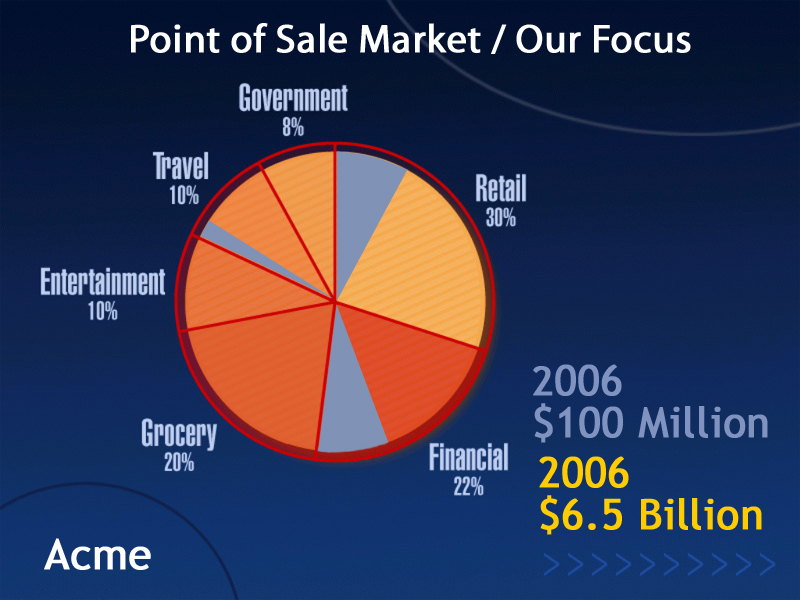 Point of Sale Market / Our Focus
Government
8%
Travel
10%
Retail
30%
Entertainment
10%
2006
$100 Million
Grocery
20%
Financial
22%
2006
$6.5 Billion
Acme
>>>>>>>>>>>